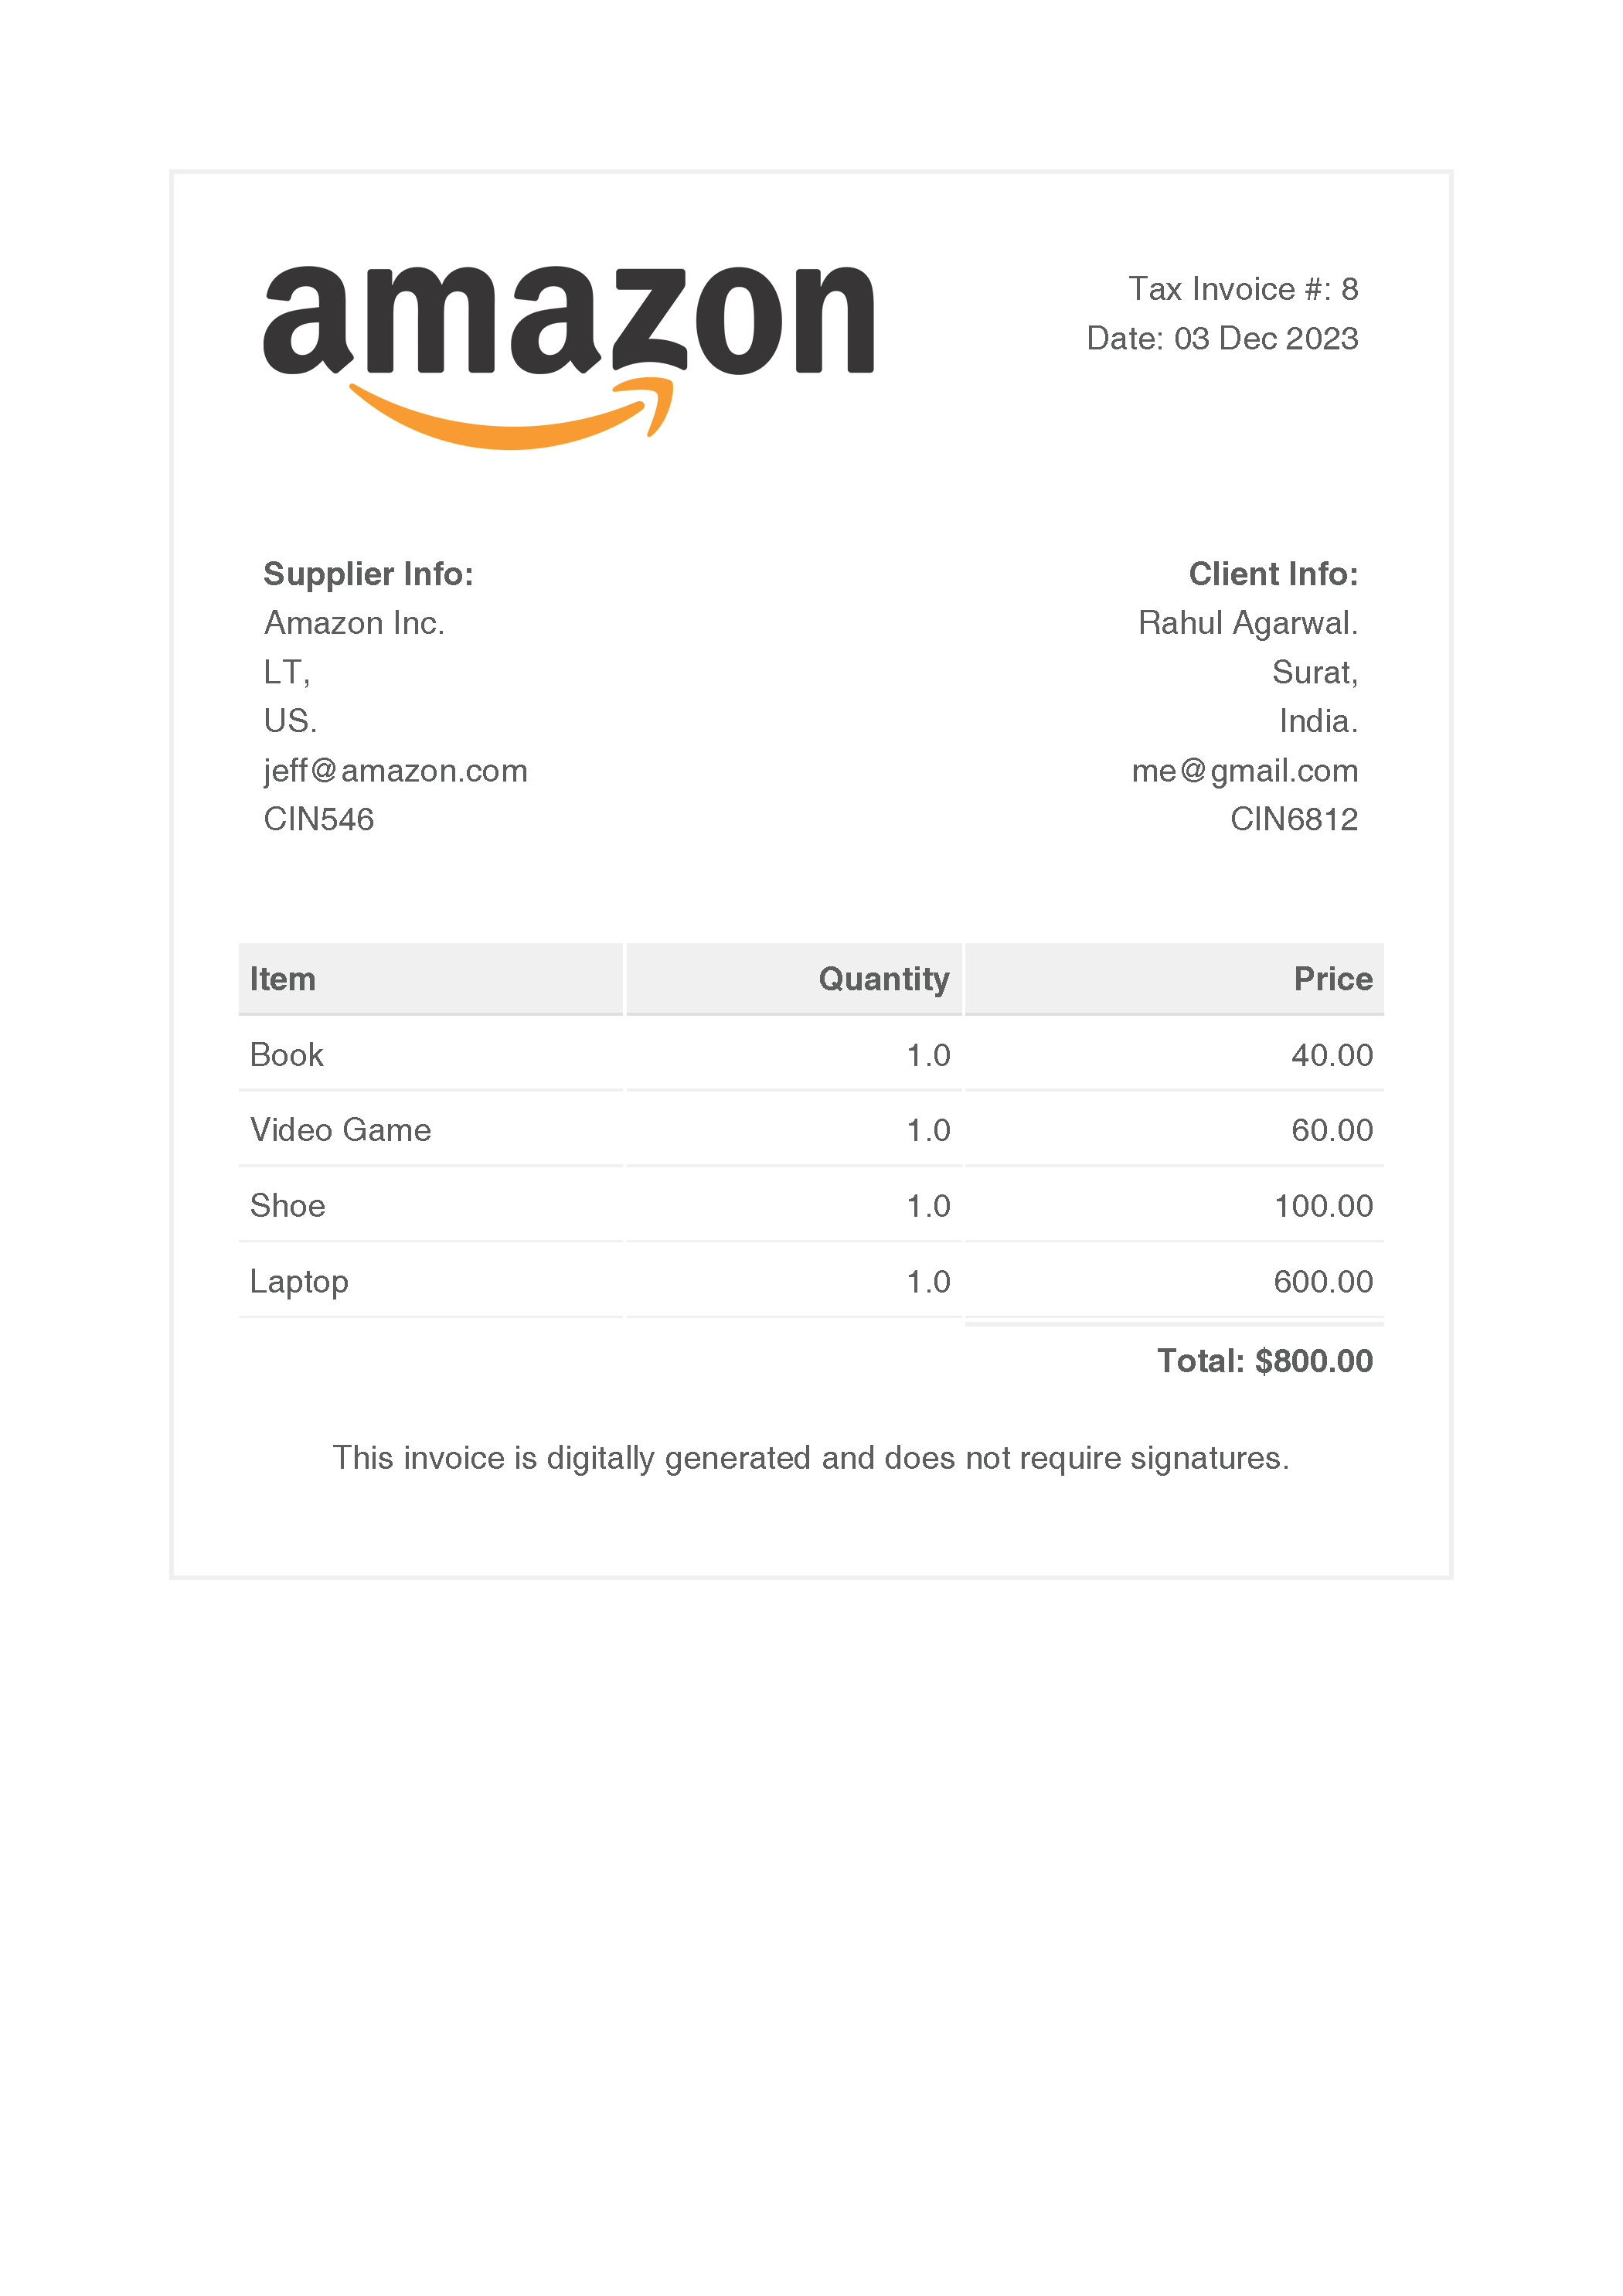 amazon
Tax Invoice #: 8
Date: 03 Dec 2023
Supplier Info:
Amazon Inc.
LT,
US.
jeff@amazon.com
CIN546
Client Info:
Rahul Agarwal.
Surat,
India.
me@gmail.com
CIN6812
Item Quantity Price
Book 1.0 40.00
Video Game 1.0 60.00
Shoe 1.0 100.00
Laptop 1.0 600.00
Total: $800.00
This invoice is digitally generated and does not require signatures.